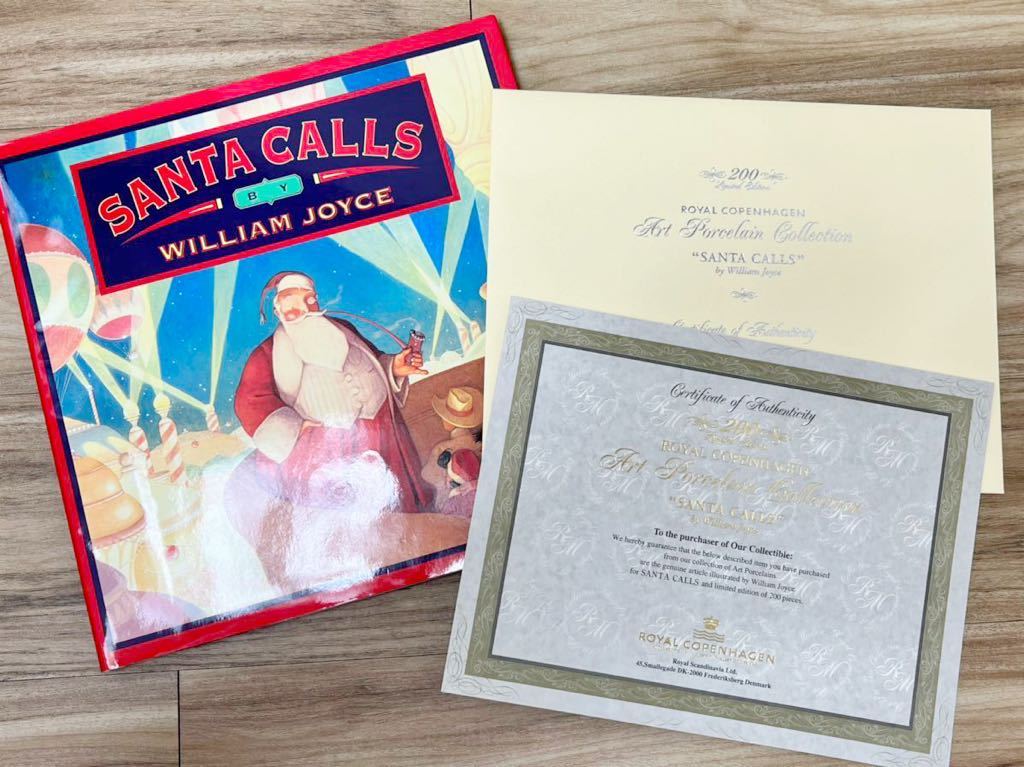 SANTA CALLS
BY
WILLIAM JOYCE
200
"Limited Edition"
ROYAL COPENHAGEN
Art Porcelain Collection
"SANTA CALLS"
by William Joyce
Certificate of Authenticity
Certificate of Authenticity
200
ROYAL COPENHAGEN
Art Porcelain Collection
"SANTA CALLS"
by William Joyce
To the purchaser of Our Collectible:
We hereby guarantee that the below described item you have purchased
from our collection of Art Porcelains
are the genuine article illustrated by William Joyce
for SANTA CALLS and limited edition of 200 pieces.
ROYAL COPENHAGEN
Royal Scandinavia Ltd.
45,Smallegade DK-2000 Frederiksberg Denmark